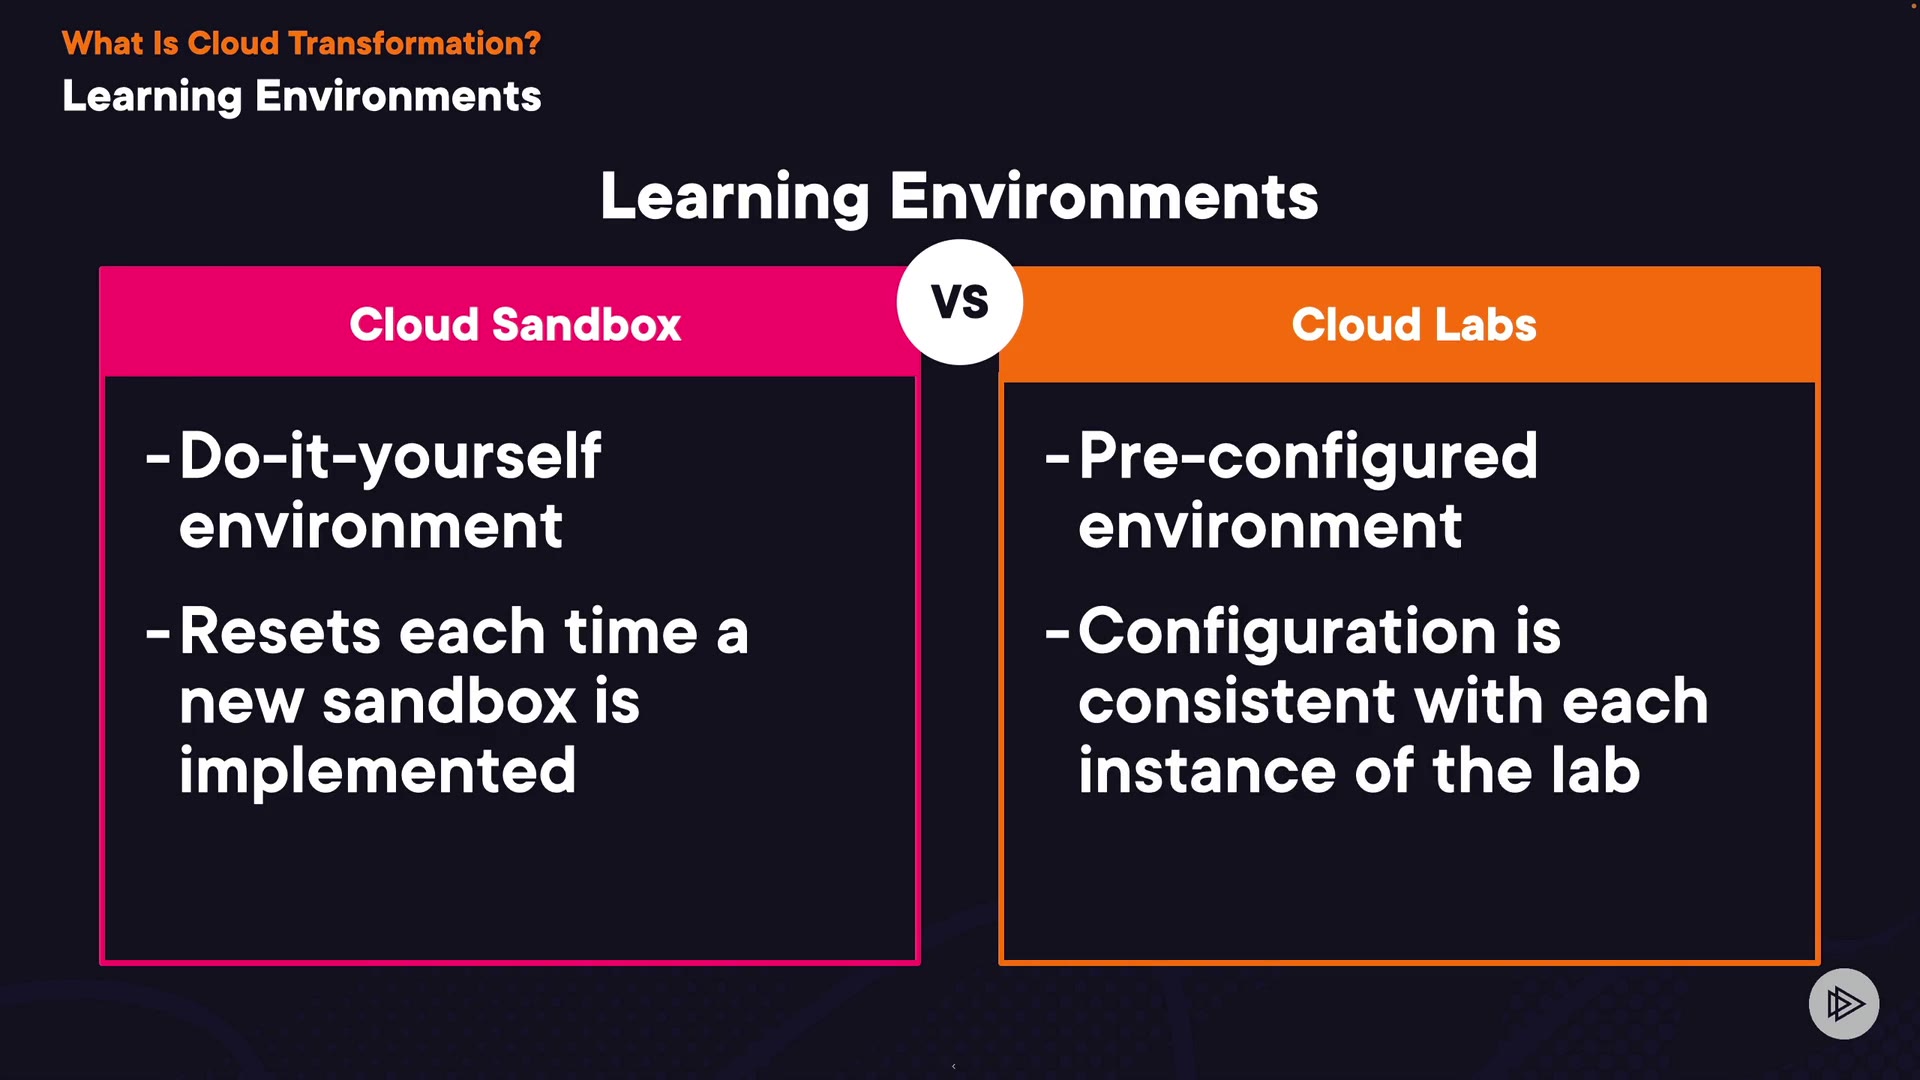 What Is Cloud Transformation?
Learning Environments
Learning Environments
VS
Cloud Sandbox
-Do-it-yourself
environment
-Resets each time a
new sandbox is
implemented
Cloud Labs
-Pre-configured
environment
-Configuration is
consistent with each
instance of the lab